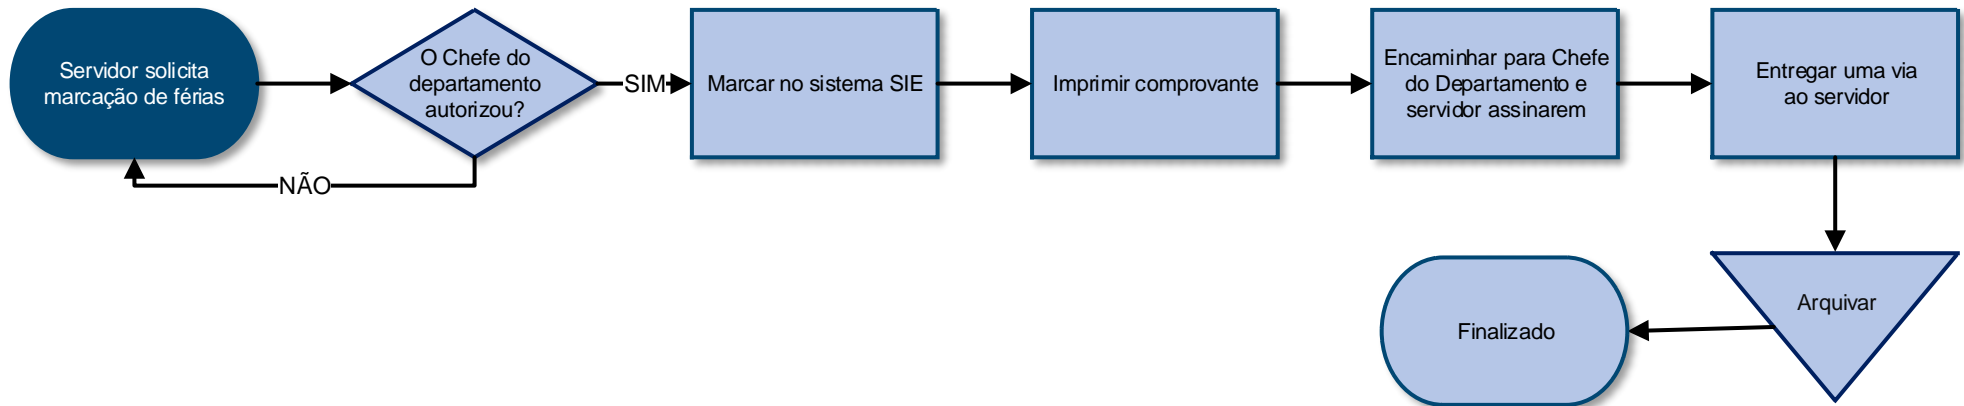 Servidor solicita
marcação de férias
O Chefe do
departamento
autorizou?
SIM
Marcar no sistema SIE
Imprimir comprovante
Encaminhar para Chefe
do Departamento e
servidor assinarem
Entregar uma via
ao servidor
NÃO
Arquivar
Finalizado